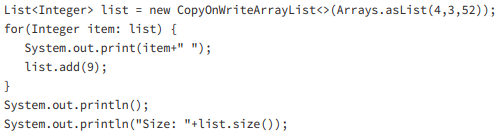 List<Integer> list = new CopyOnWriteArrayList<>(Arrays.asList(4,3,52));
for(Integer item: list) {
   System.out.print(item+" ");
   list.add(9);
}
System.out.println();
System.out.println("Size: "+list.size());